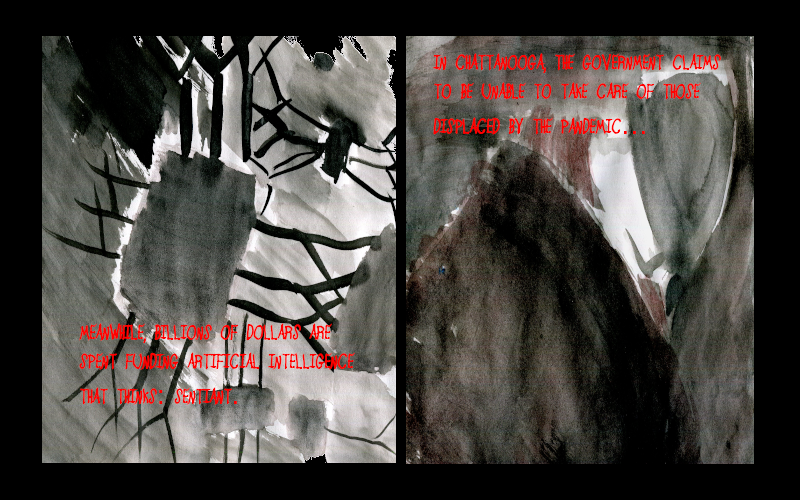 MEANWHILE, BILLIONS OF DOLLARS ARE
SPENT FUNDING ARTIFICIAL INTELLIGENCE
THAT THINKS: SENTIANT.
IN CHATTANOOGA, THE GOVERNMENT CLAIMS
TO BE UNABLE TO TAKE CARE OF THOSE
DISPLACED BY THE PANDEMIC...